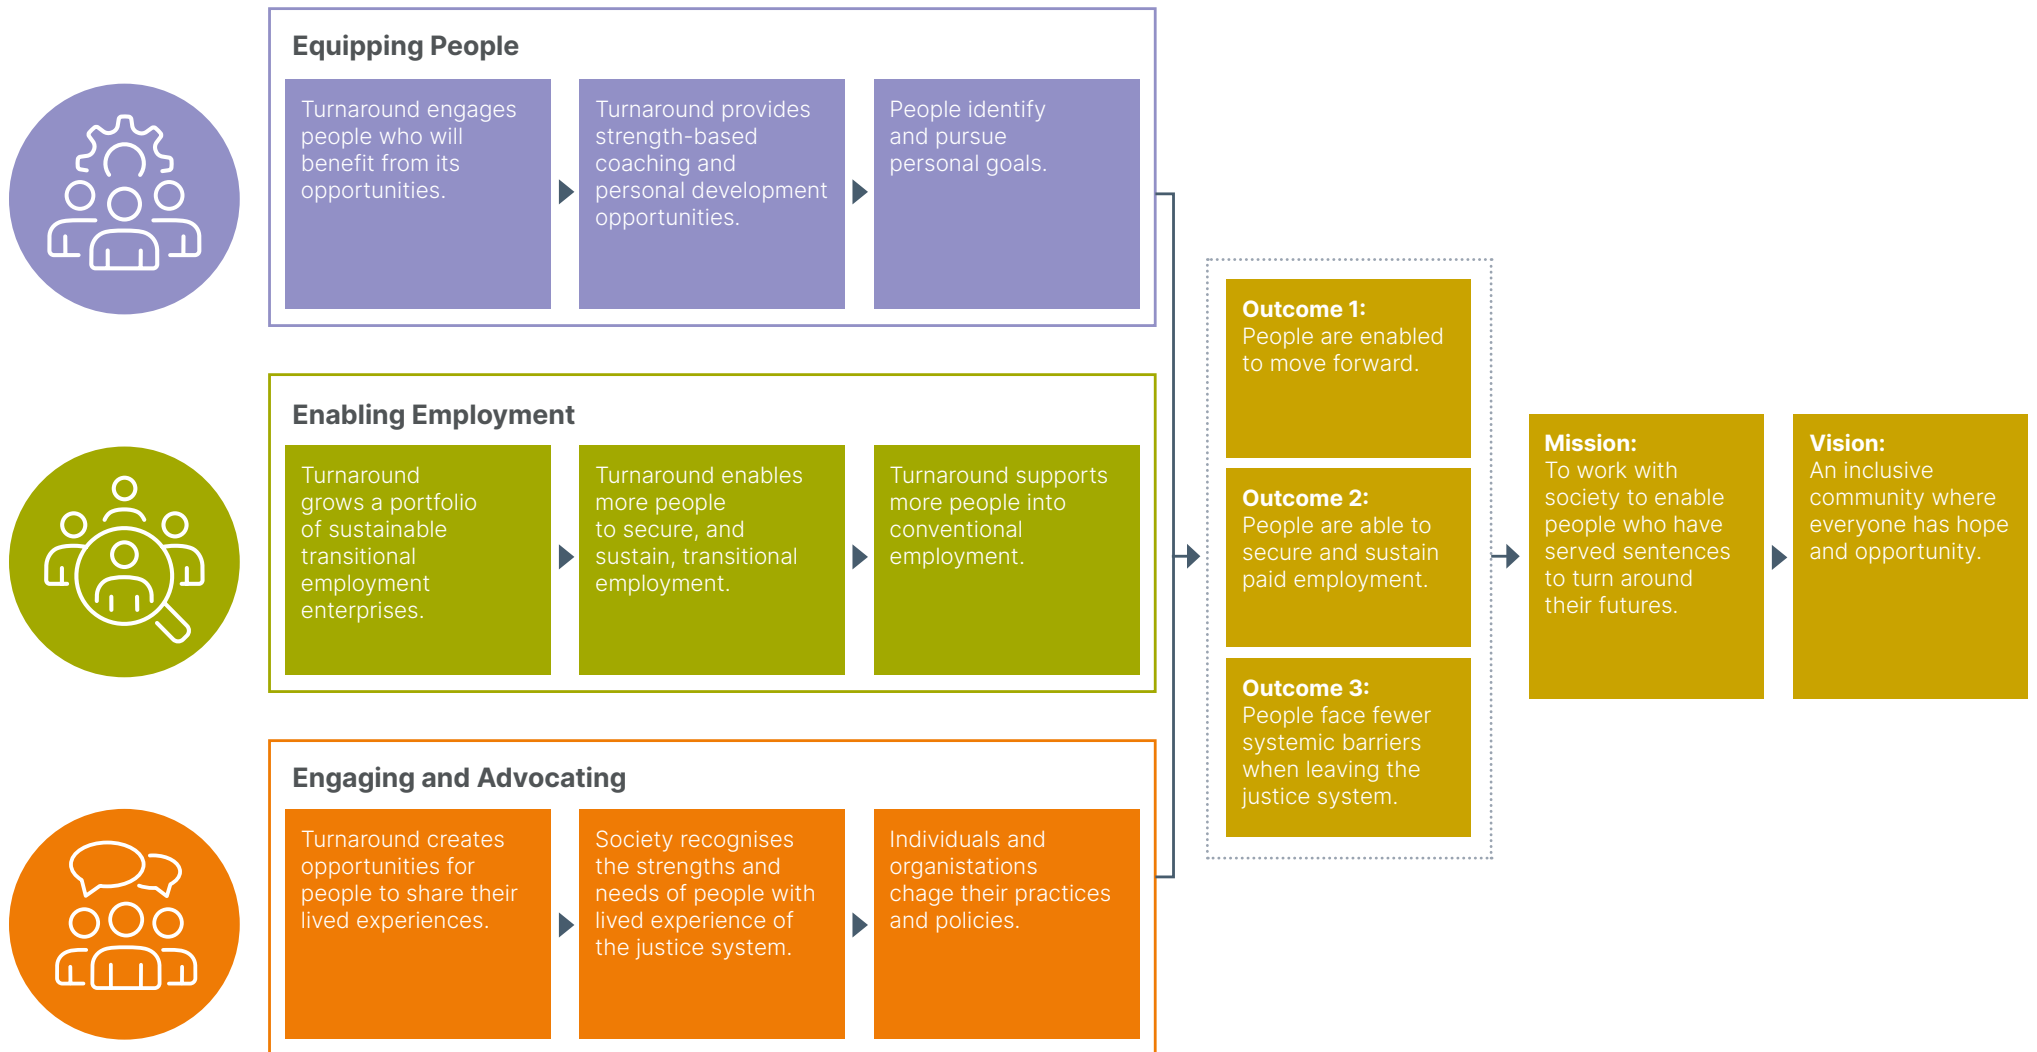 Equipping People
Turnaround engages
people who will
benefit from its
opportunities.
Turnaround provides
strength-based
coaching and
personal development
opportunities.
People identify
and pursue
personal goals.
Enabling Employment
Turnaround
grows a portfolio
of sustainable
transitional
employment
enterprises.
Turnaround enables
more people
to secure, and
sustain, transitional
employment.
Turnaround supports
more people into
conventional
employment.
Engaging and Advocating
Turnaround creates
opportunities for
people to share their
lived experiences.
Society recognises
the strengths and
needs of people with
lived experience of
the justice system.
Individuals and
organistations
chage their practices
and policies.
Outcome 1:
People are enabled
to move forward.
Outcome 2:
People are able to
secure and sustain
paid employment.
Outcome 3:
People face fewer
systemic barriers
when leaving the
justice system.
Mission:
To work with
society to enable
people who have
served sentences
to turn around
their futures.
Vision:
An inclusive
community where
everyone has hope
and opportunity.